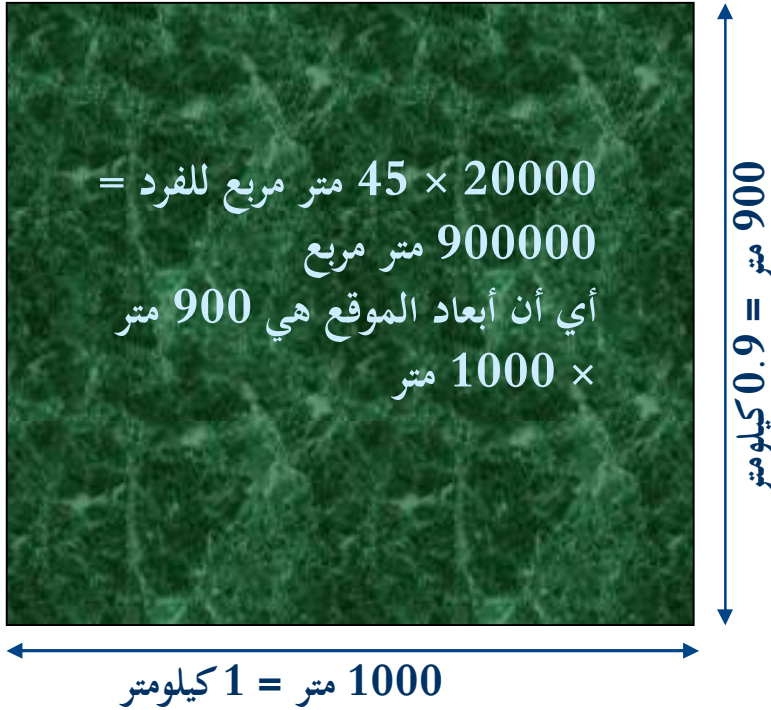 20000 × 45 متر مربع للفرد =
900000 متر مربع
أي أن أبعاد الموقع هي 900 متر
× 1000 متر
900 متر = 0.9 كيلومتر
1000 متر = 1 كيلومتر